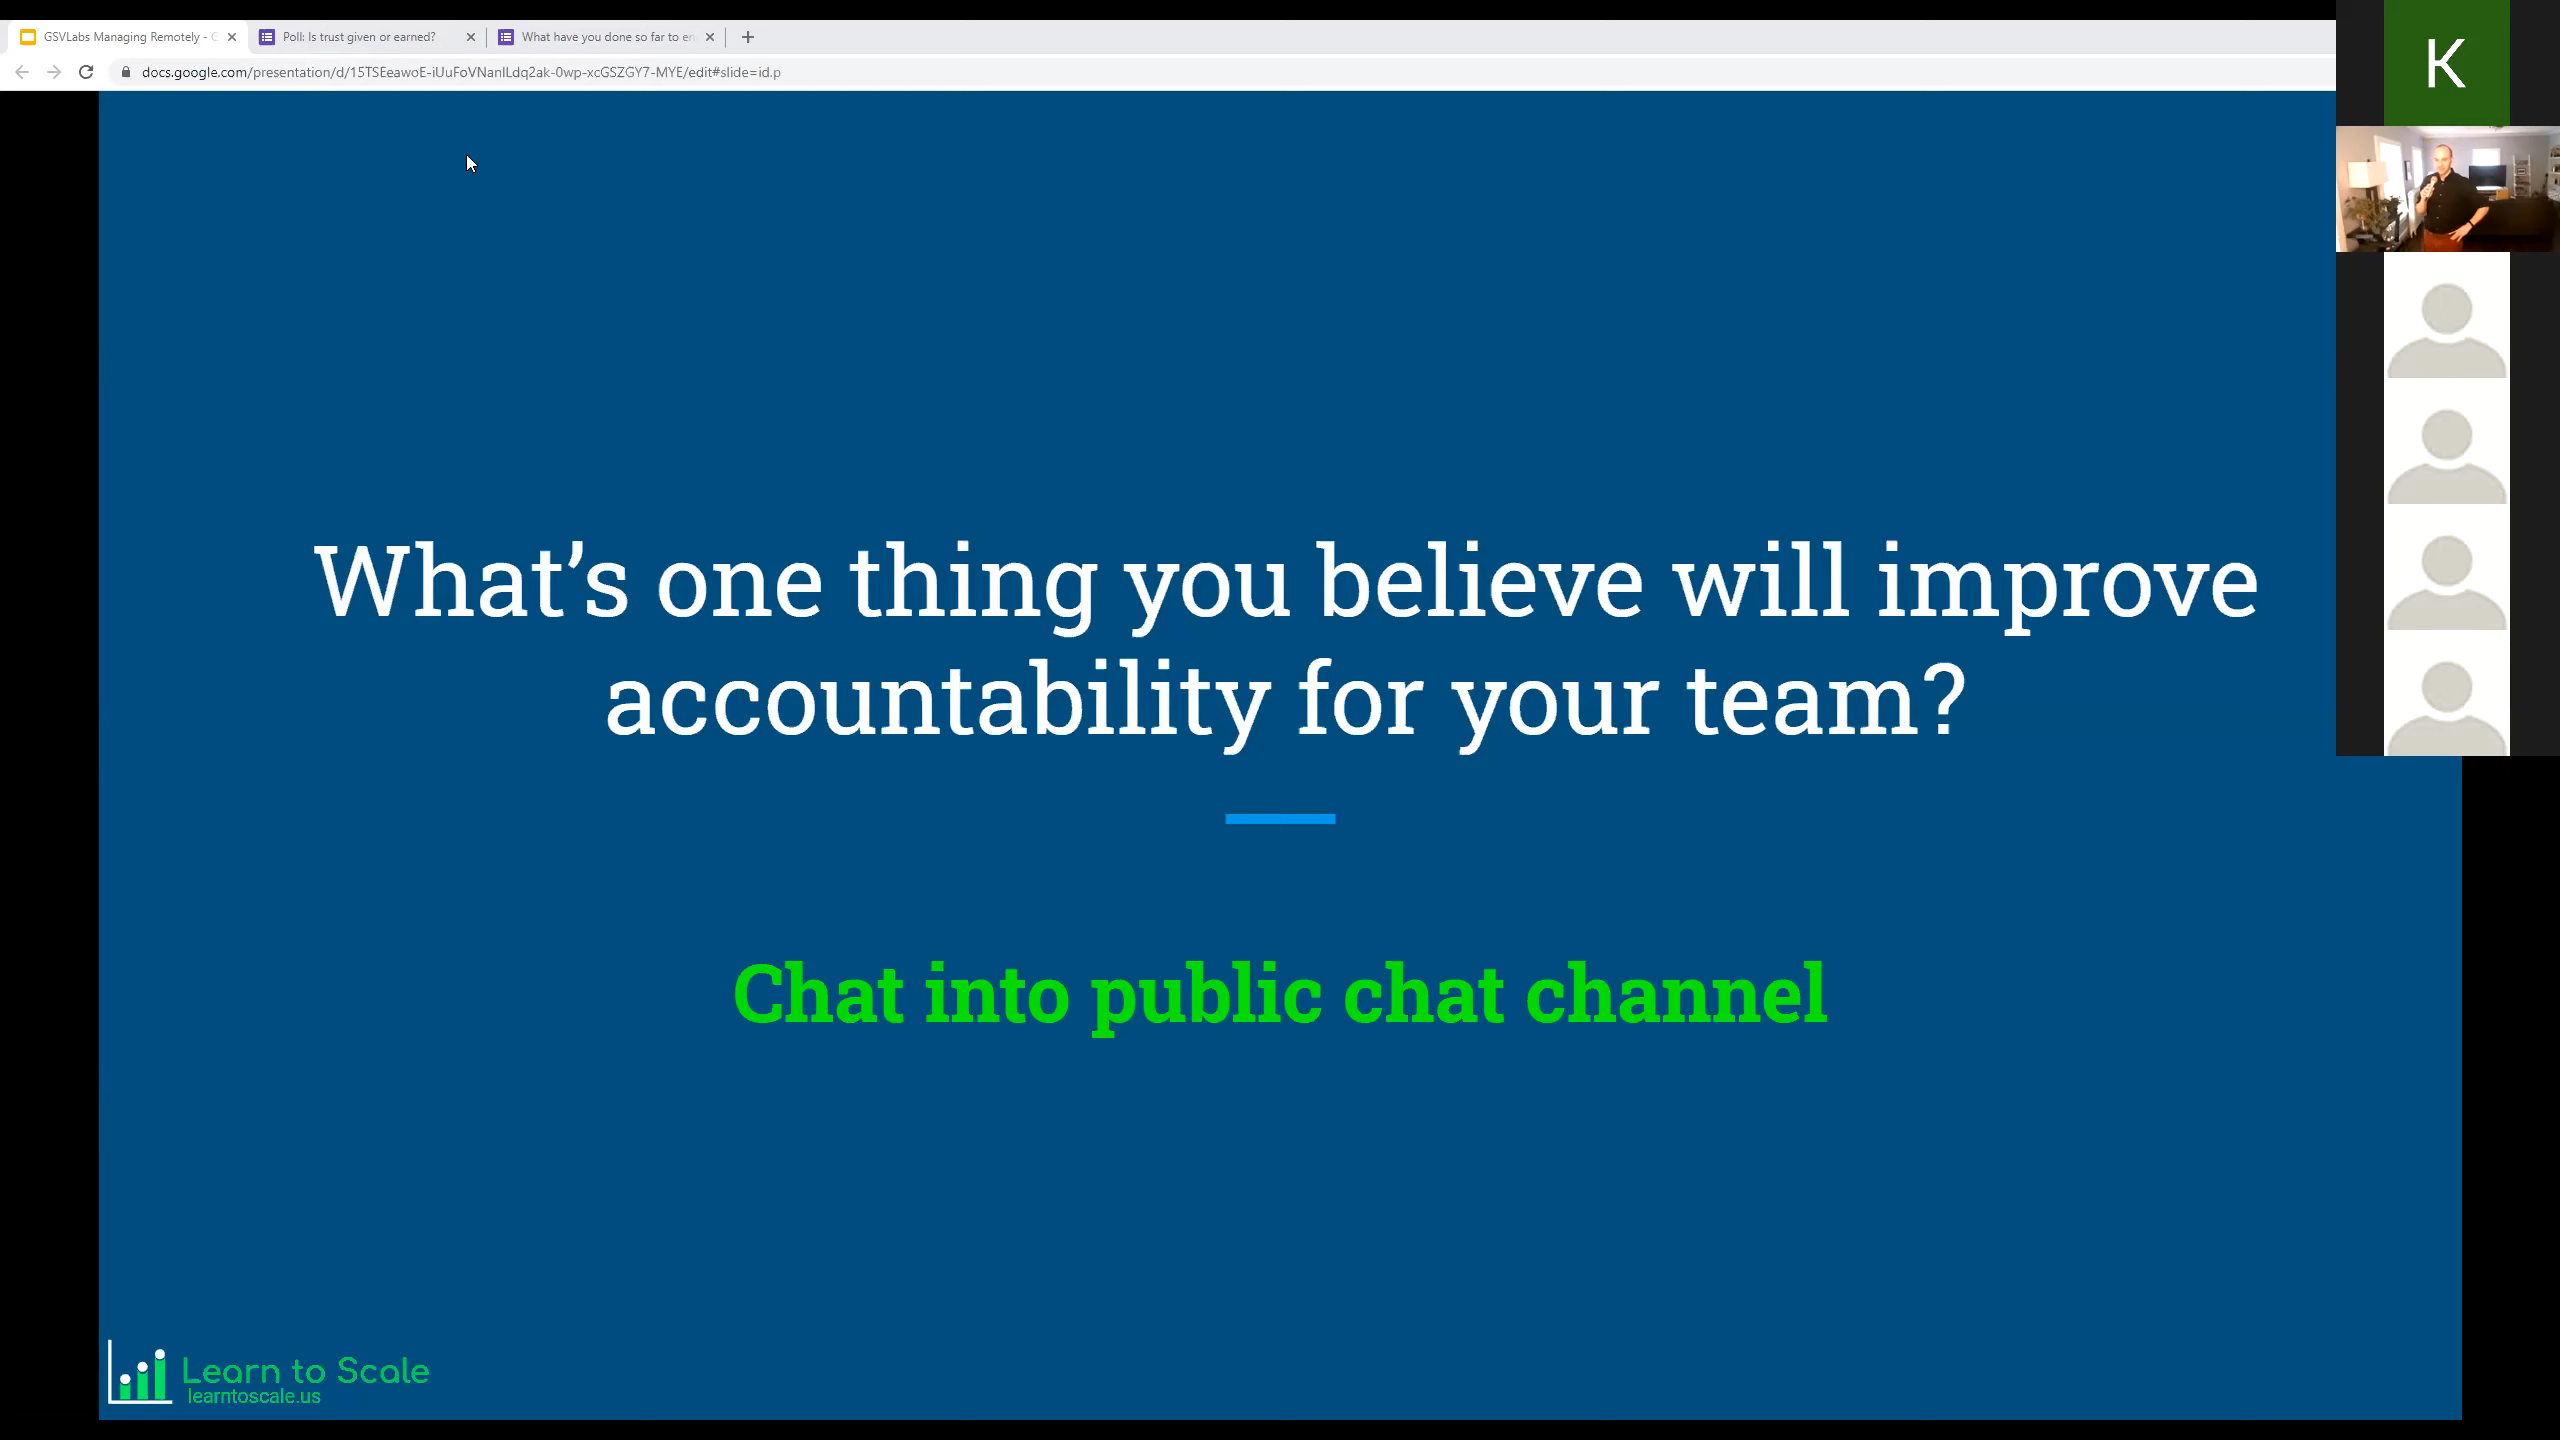 GSVLabs Managing Remotely - G
Poll: Is trust given or earned?
What have you done so far to en
docs.google.com/presentation/d/15TSEeawoE-iUuFoVNanILdq2ak-0wp-xcGSZGY7-MYE/edit#slide=id.p
K
What’s one thing you believe will improve
accountability for your team?
Chat into public chat channel
Learn to Scale
learntoscale.us